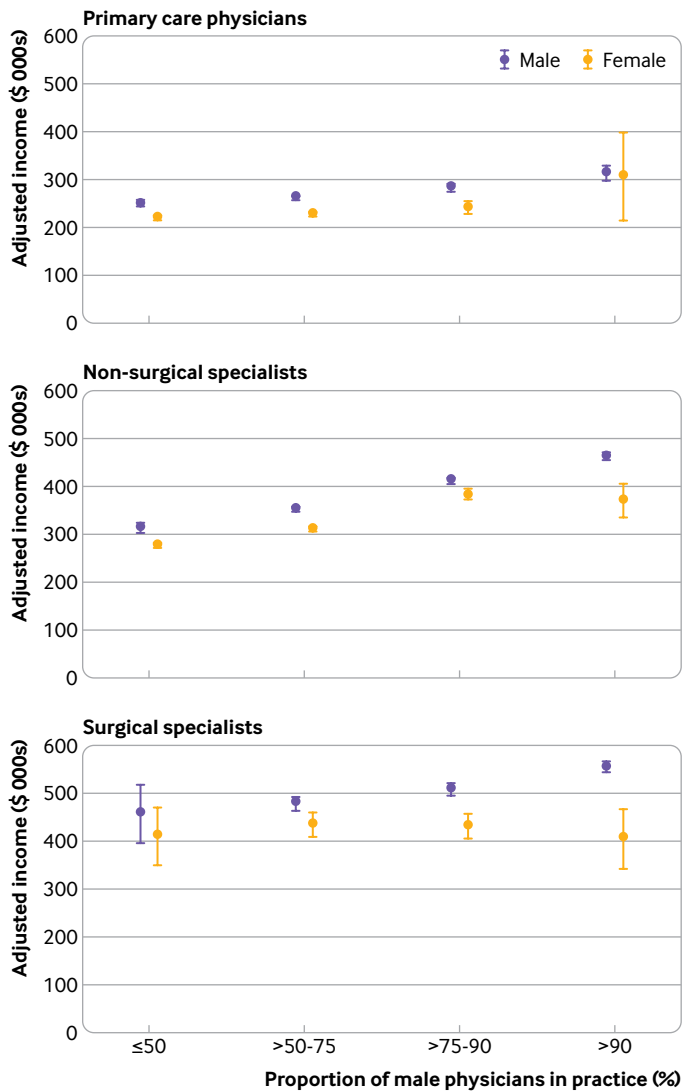 Primary care physicians
Adjusted income ($ 000s)
600
500
400
300
200
100
0
Male
Female
Non-surgical specialists
Adjusted income ($ 000s)
600
500
400
300
200
100
0
Surgical specialists
Adjusted income ($ 000s)
600
500
400
300
200
100
0
≤50
>50-75
>75-90
>90
Proportion of male physicians in practice (%)